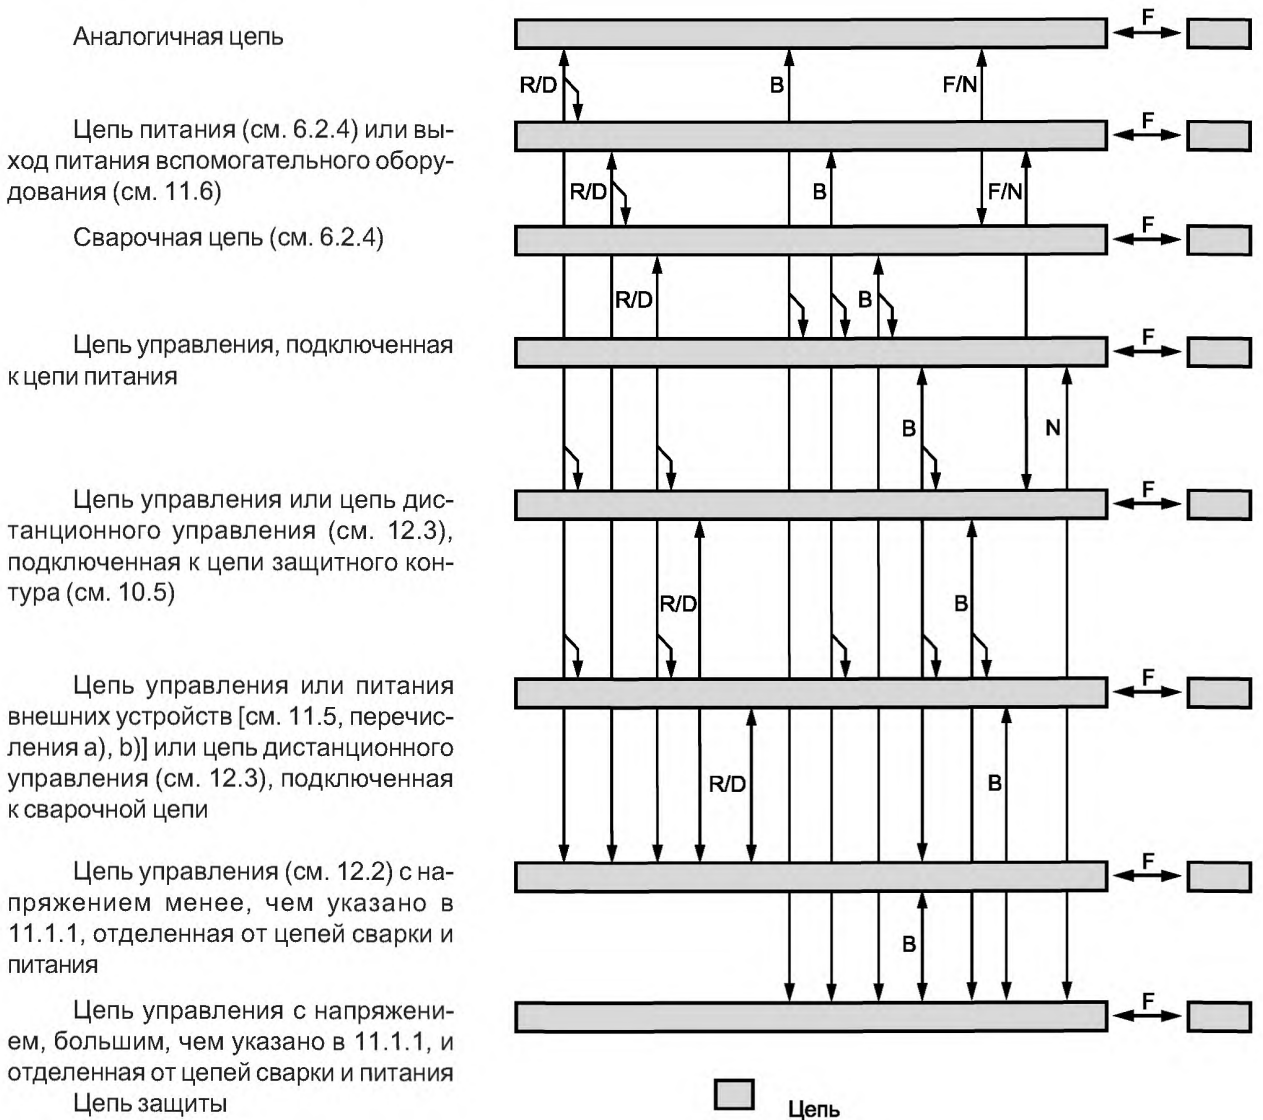 Аналогичная цепь
F
R/D
B
F/N
Цепь питания (см. 6.2.4) или вы-
ход питания вспомогательного обору-
дования (см. 11.6)
F
R/D
B
F/N
Сварочная цепь (см. 6.2.4)
F
R/D
B
Цепь управления, подключенная
к цепи питания
F
B
N
Цепь управления или цепь дис-
танционного управления (см. 12.3),
подключенная к цепи защитного кон-
тура (см. 10.5)
F
R/D
B
Цепь управления или питания
внешних устройств [см. 11.5, перечис-
ления a), b)] или цепь дистанционного
управления (см. 12.3), подключенная
к сварочной цепи
F
R/D
B
Цепь управления (см. 12.2) с на-
пряжением менее, чем указано в
11.1.1, отделенная от цепей сварки и
питания
F
B
Цепь управления с напряжени-
ем, большим, чем указано в 11.1.1, и
отделенная от цепей сварки и питания
F
Цепь защиты
Цепь